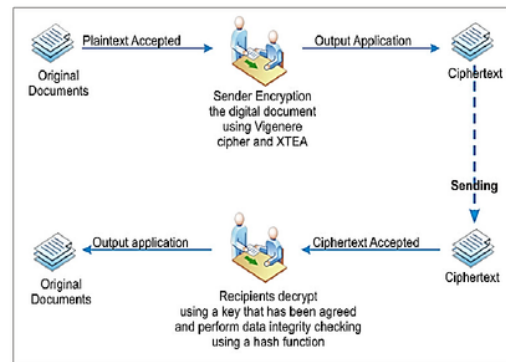 Plaintext Accepted
Output Application
Original
Documents
Sender Encryption
the digital document
using Vigenere
cipher and XTEA
Ciphertext
Sending
Output application
Ciphertext Accepted
Original
Documents
Recipients decrypt
using a key that has been agreed
and perform data integrity checking
using a hash function
Ciphertext